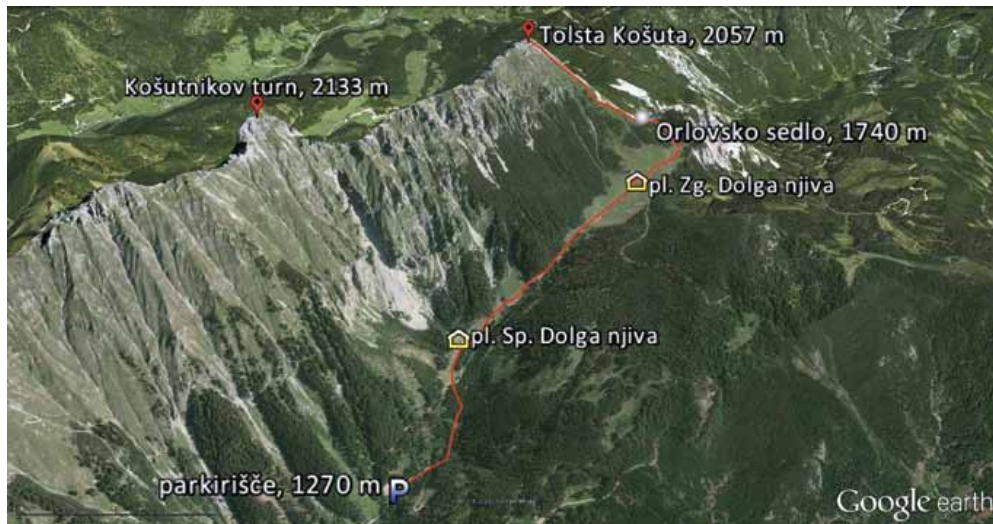 Tolsta Košuta, 2057 m
Košutnikov turn, 2133 m
Orlovsko sedlo, 1740 m
pl. Zg. Dolga njiva
pl. Sp. Dolga njiva
parkirišče, 1270 m P
Google earth